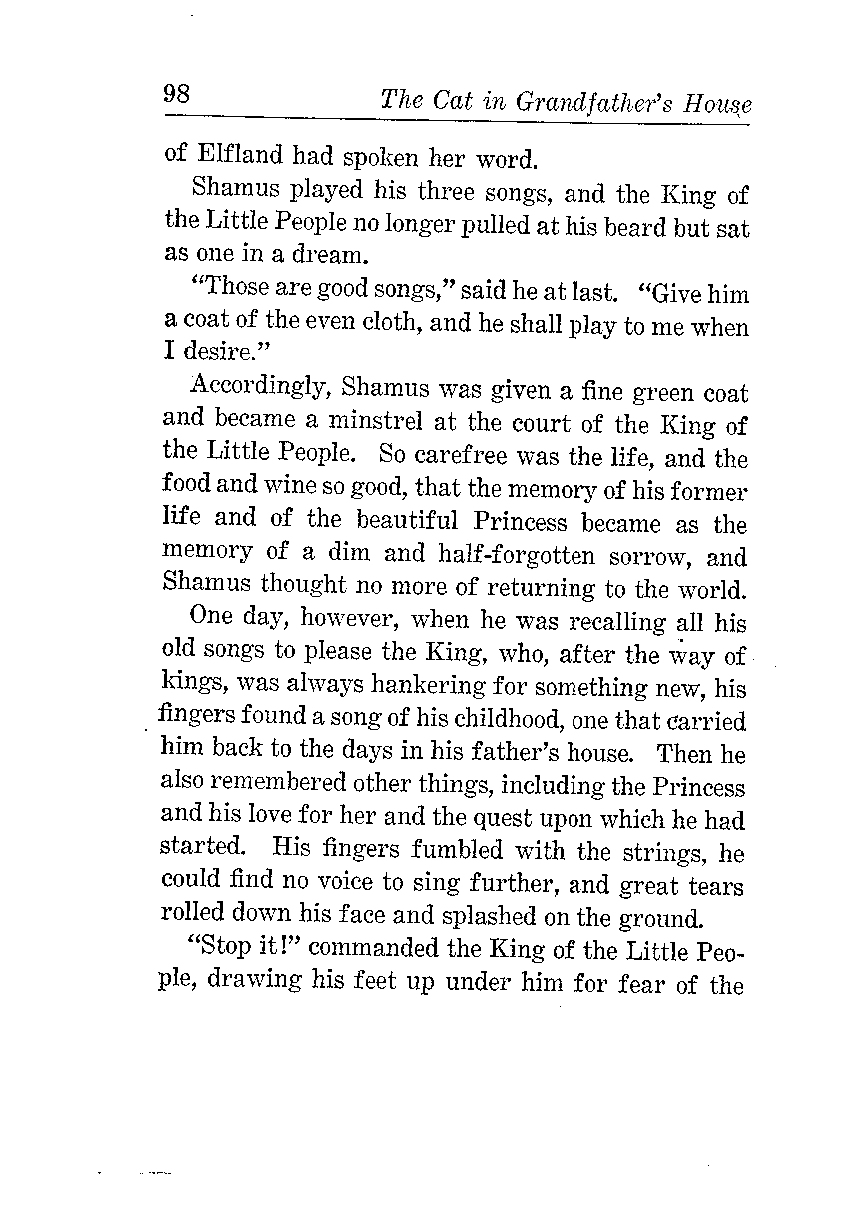 98 The Cat in Grandfather's House
of Elfland had spoken her word.
Shamus played his three songs, and the King of
the Little People no longer pulled at his beard but sat
as one in a dream.
“Those are good songs,” said he at last. “Give him
a coat of the even cloth, and he shall play to me when
I desire.”
Accordingly, Shamus was given a fine green coat
and became a minstrel at the court of the King of
the Little People. So carefree was the life, and the
food and wine so good, that the memory of his former
life and of the beautiful Princess became as the
memory of a dim and half-forgotten sorrow, and
Shamus thought no more of returning to the world.
One day, however, when he was recalling all his
old songs to please the King, who, after the way of
kings, was always hankering for something new, his
fingers found a song of his childhood, one that carried
him back to the days in his father's house. Then he
also remembered other things, including the Princess
and his love for her and the quest upon which he had
started. His fingers fumbled with the strings, he
could find no voice to sing further, and great tears
rolled down his face and splashed on the ground.
“Stop it!” commanded the King of the Little Peo-
ple, drawing his feet up under him for fear of the